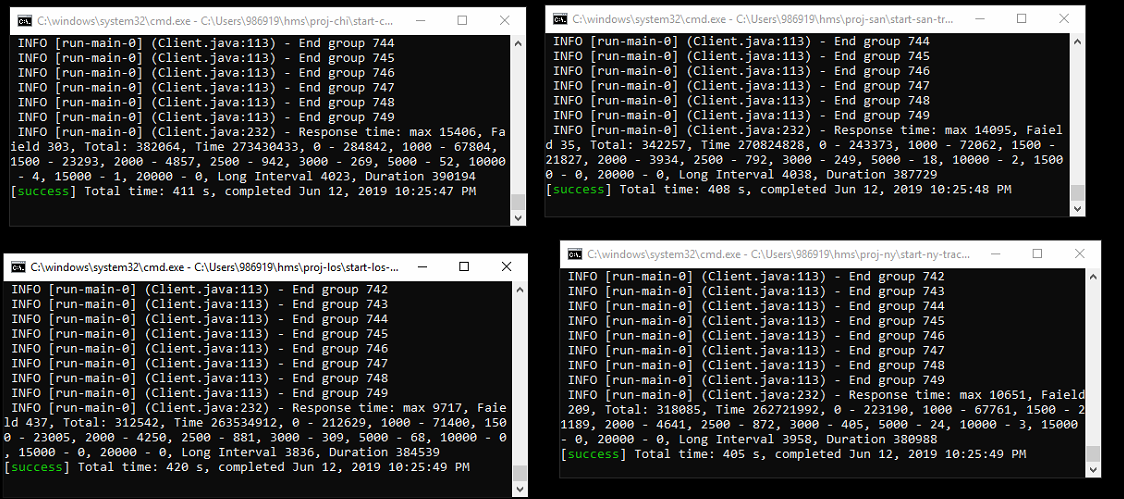 C:\windows\system32\cmd.exe - C:\Users\986919\hms\proj-chi\start-c...
INFO [run-main-0] (Client.java:113) - End group 744
INFO [run-main-0] (Client.java:113) - End group 745
INFO [run-main-0] (Client.java:113) - End group 746
INFO [run-main-0] (Client.java:113) - End group 747
INFO [run-main-0] (Client.java:113) - End group 748
INFO [run-main-0] (Client.java:113) - End group 749
INFO [run-main-0] (Client.java:232) - Response time: max 15406, Fa
ield 303, Total: 382064, Time 273430433, 0 - 284842, 1000 - 67804,
1500 - 23293, 2000 - 4857, 2500 - 942, 3000 - 269, 5000 - 52, 10000
- 4, 15000 - 1, 20000 - 0, Long Interval 4023, Duration 390194
[success] Total time: 411 s, completed Jun 12, 2019 10:25:47 PM
C:\windows\system32\cmd.exe - C:\Users\986919\hms\proj-san\start-san-tr...
INFO [run-main-0] (Client.java:113) - End group 744
INFO [run-main-0] (Client.java:113) - End group 745
INFO [run-main-0] (Client.java:113) - End group 746
INFO [run-main-0] (Client.java:113) - End group 747
INFO [run-main-0] (Client.java:113) - End group 748
INFO [run-main-0] (Client.java:113) - End group 749
INFO [run-main-0] (Client.java:232) - Response time: max 14095, Faiel
d 35, Total: 342257, Time 270824828, 0 - 243373, 1000 - 72062, 1500 -
21827, 2000 - 3934, 2500 - 792, 3000 - 249, 5000 - 18, 10000 - 2, 1500
0 - 0, 20000 - 0, Long Interval 4038, Duration 387729
[success] Total time: 408 s, completed Jun 12, 2019 10:25:48 PM
C:\windows\system32\cmd.exe - C:\Users\986919\hms\proj-los\start-los-...
INFO [run-main-0] (Client.java:113) - End group 742
INFO [run-main-0] (Client.java:113) - End group 743
INFO [run-main-0] (Client.java:113) - End group 744
INFO [run-main-0] (Client.java:113) - End group 745
INFO [run-main-0] (Client.java:113) - End group 746
INFO [run-main-0] (Client.java:113) - End group 747
INFO [run-main-0] (Client.java:113) - End group 748
INFO [run-main-0] (Client.java:113) - End group 749
INFO [run-main-0] (Client.java:232) - Response time: max 9717, Faie
ld 437, Total: 312542, Time 263534912, 0 - 212629, 1000 - 71400, 150
0 - 23005, 2000 - 4250, 2500 - 881, 3000 - 309, 5000 - 68, 10000 - 0
, 15000 - 0, 20000 - 0, Long Interval 3836, Duration 384539
[success] Total time: 420 s, completed Jun 12, 2019 10:25:49 PM
C:\windows\system32\cmd.exe - C:\Users\986919\hms\proj-ny\start-ny-trac...
INFO [run-main-0] (Client.java:113) - End group 742
INFO [run-main-0] (Client.java:113) - End group 743
INFO [run-main-0] (Client.java:113) - End group 744
INFO [run-main-0] (Client.java:113) - End group 745
INFO [run-main-0] (Client.java:113) - End group 746
INFO [run-main-0] (Client.java:113) - End group 747
INFO [run-main-0] (Client.java:113) - End group 748
INFO [run-main-0] (Client.java:113) - End group 749
INFO [run-main-0] (Client.java:232) - Response time: max 10651, Faield
209, Total: 318085, Time 262721992, 0 - 223190, 1000 - 67761, 1500 - 2
1189, 2000 - 4641, 2500 - 872, 3000 - 405, 5000 - 24, 10000 - 3, 15000
- 0, 20000 - 0, Long Interval 3958, Duration 380988
[success] Total time: 405 s, completed Jun 12, 2019 10:25:49 PM